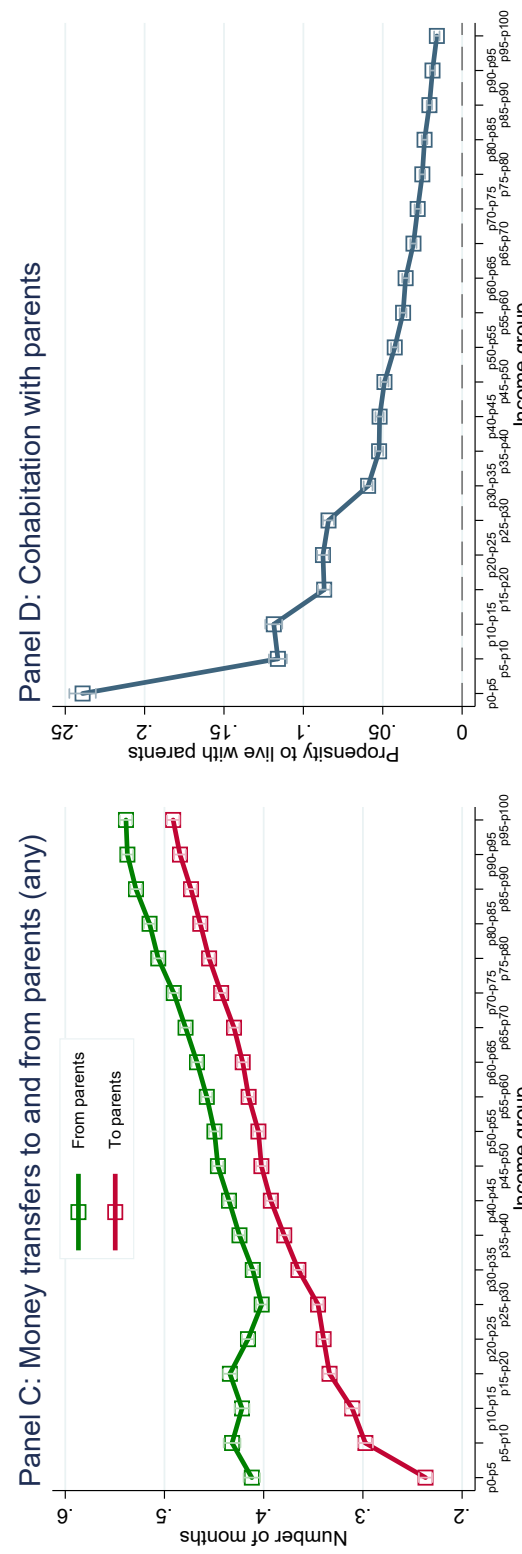 Panel C: Money transfers to and from parents (any)
Number of months
.6
.5
.4
.3
.2
From parents
To parents
p0-p5
p5-p10
p10-p15
p15-p20
p20-p25
p25-p30
p30-p35
p35-p40
p40-p45
p45-p50
p50-p55
p55-p60
p60-p65
p65-p70
p70-p75
p75-p80
p80-p85
p85-p90
p90-p95
p95-p100
Income group
Panel D: Cohabitation with parents
Propensity to live with parents
.25
.2
.15
.1
.05
0
p0-p5
p5-p10
p10-p15
p15-p20
p20-p25
p25-p30
p30-p35
p35-p40
p40-p45
p45-p50
p50-p55
p55-p60
p60-p65
p65-p70
p70-p75
p75-p80
p80-p85
p85-p90
p90-p95
p95-p100
Income group